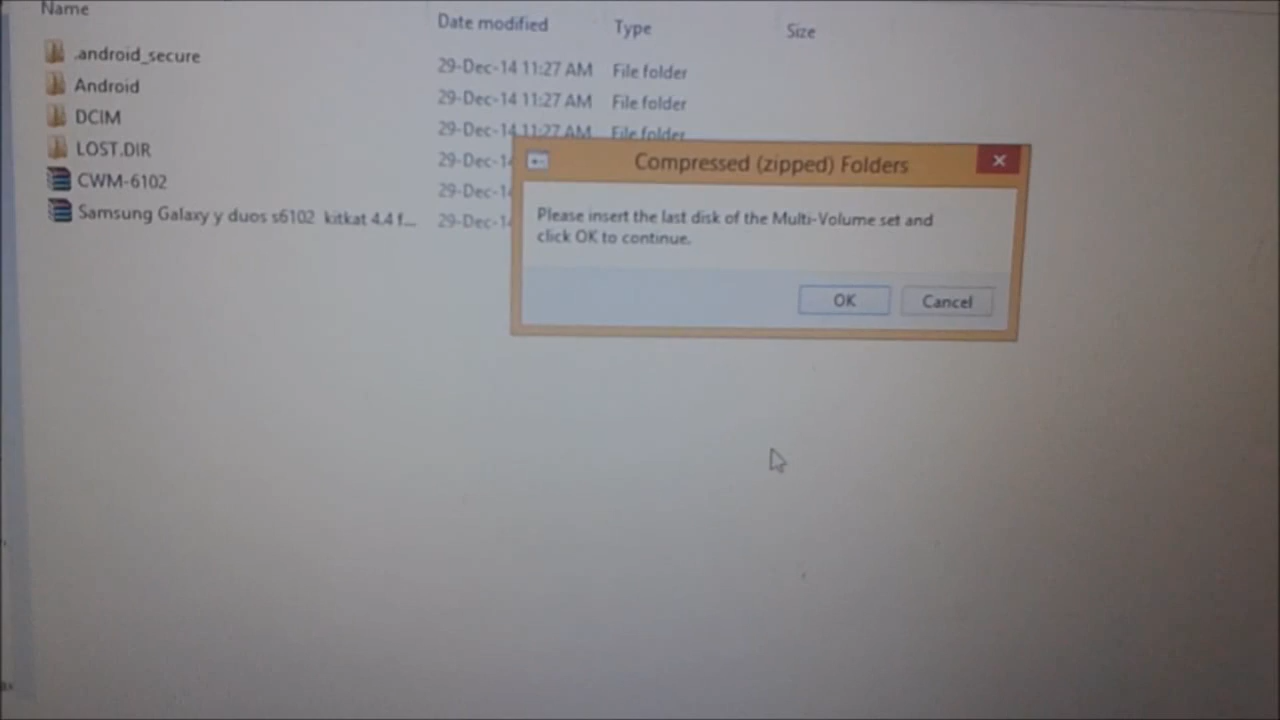 Name Date modified Type Size
.android_secure 29-Dec-14 11:27 AM File folder
Android 29-Dec-14 11:27 AM File folder
DCIM 29-Dec-14 11:27 AM File folder
LOST.DIR 29-Dec-14
CWM-6102 29-Dec-14
Samsung Galaxy y duos s6102 kitkat 4.4 f... 29-Dec-14
Compressed (zipped) Folders
Please insert the last disk of the Multi-Volume set and
click OK to continue.
OK Cancel